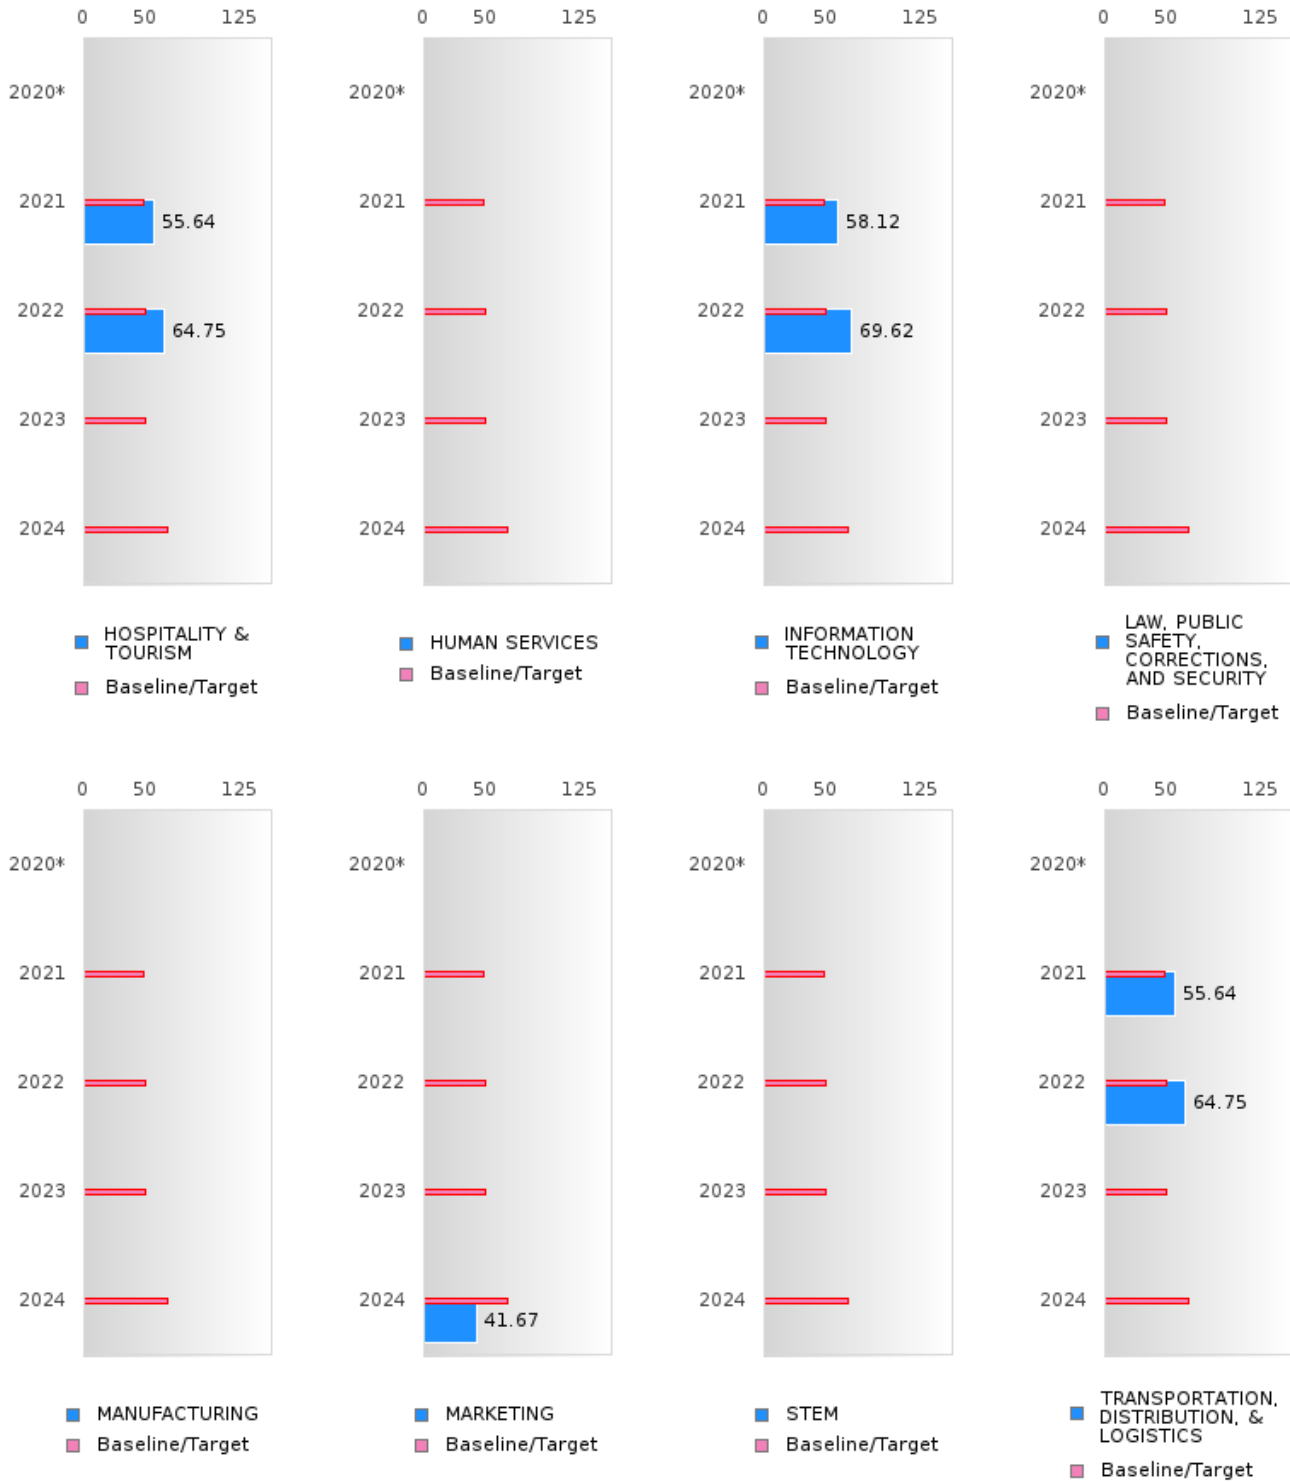 0 50 125
0 50 125
0 50 125
0 50 125
2020*
2020*
2020*
2020*
2021
55.64
2021
2021
58.12
2021
2022
64.75
2022
2022
69.62
2022
2023
2023
2023
2023
2024
2024
2024
2024
HOSPITALITY &
TOURISM
Baseline/Target
HUMAN SERVICES
Baseline/Target
INFORMATION
TECHNOLOGY
Baseline/Target
LAW, PUBLIC
SAFETY,
CORRECTIONS,
AND SECURITY
Baseline/Target
0 50 125
0 50 125
0 50 125
0 50 125
2020*
2020*
2020*
2020*
2021
2021
2021
2021
55.64
2022
2022
2022
2022
64.75
2023
2023
2023
2023
2024
2024
41.67
2024
2024
MANUFACTURING
Baseline/Target
MARKETING
Baseline/Target
STEM
Baseline/Target
TRANSPORTATION,
DISTRIBUTION, &
LOGISTICS
Baseline/Target